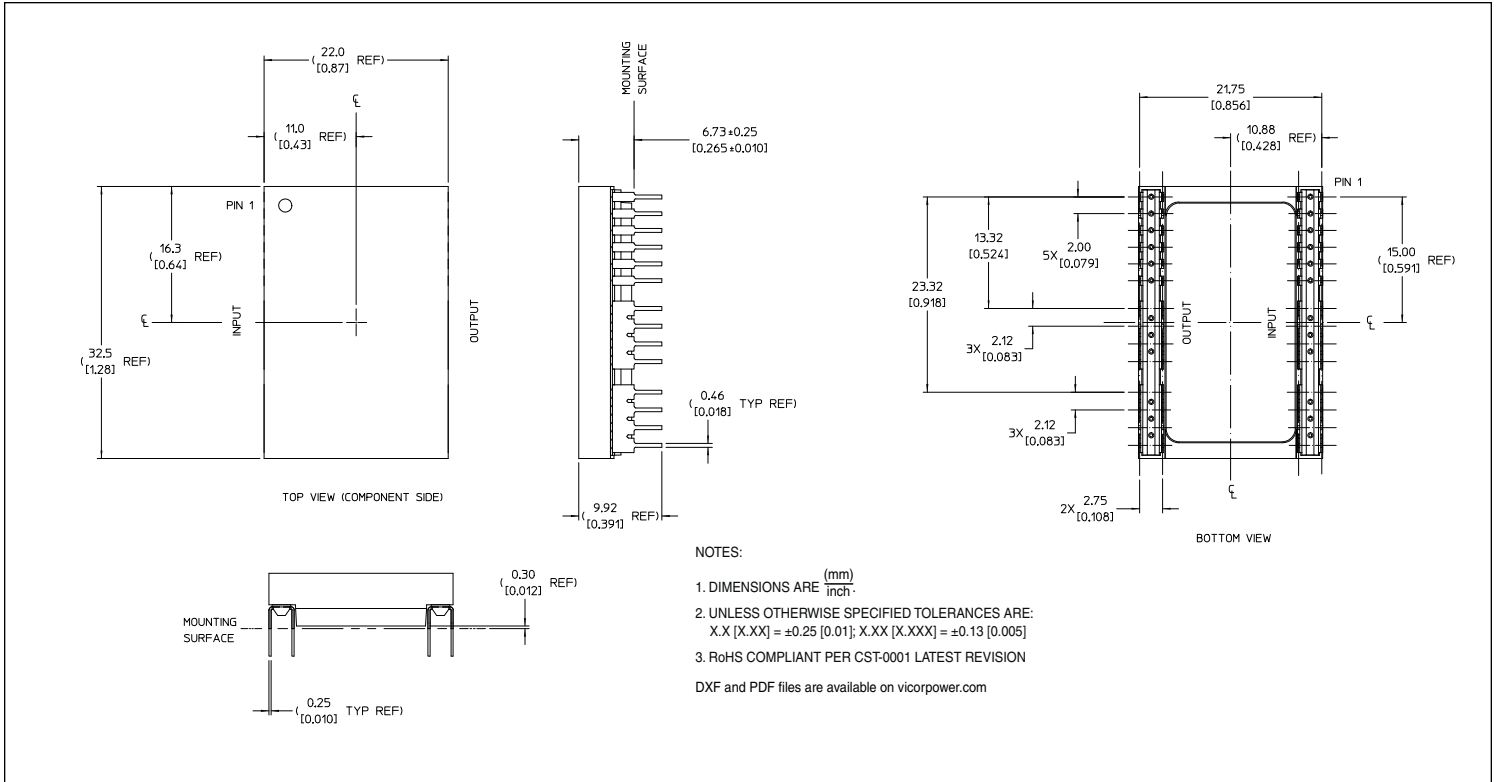 22.0
( [0.87] REF)
℄
11.0
( [0.43] REF)
PIN 1
16.3
( [0.64] REF)
℄
INPUT
OUTPUT
32.5
( [1.28] REF)
TOP VIEW (COMPONENT SIDE)
MOUNTING
SURFACE
6.73±0.25
[0.265±0.010]
0.46
( [0.018] TYP REF)
9.92
( [0.391] REF)
21.75
[0.856]
10.88
( [0.428] REF)
PIN 1
13.32
[0.524]
5X 2.00
[0.079]
15.00
( [0.591] REF)
23.32
[0.918]
OUTPUT
INPUT
℄
3X 2.12
[0.083]
3X 2.12
[0.083]
2X 2.75
[0.108]
℄
BOTTOM VIEW
MOUNTING
SURFACE
0.30
( [0.012] REF)
0.25
( [0.010] TYP REF)
NOTES:
1. DIMENSIONS ARE (mm)/inch.
2. UNLESS OTHERWISE SPECIFIED TOLERANCES ARE:
X.X [X.XX] = ±0.25 [0.01]; X.XX [X.XXX] = ±0.13 [0.005]
3. RoHS COMPLIANT PER CST-0001 LATEST REVISION
DXF and PDF files are available on vicorpower.com